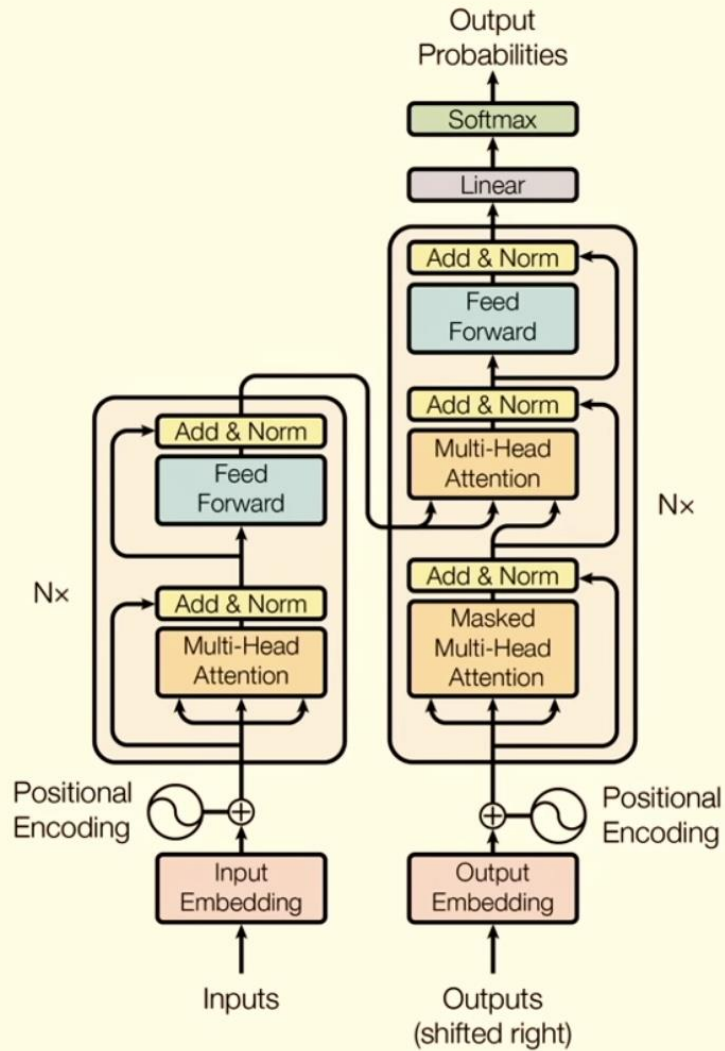 Output
Probabilities
Softmax
Linear
Add & Norm
Feed
Forward
Add & Norm
Multi-Head
Attention
Nx
Add & Norm
Masked
Multi-Head
Attention
Add & Norm
Feed
Forward
Nx
Add & Norm
Multi-Head
Attention
Positional
Encoding
Positional
Encoding
Input
Embedding
Output
Embedding
Inputs
Outputs
(shifted right)